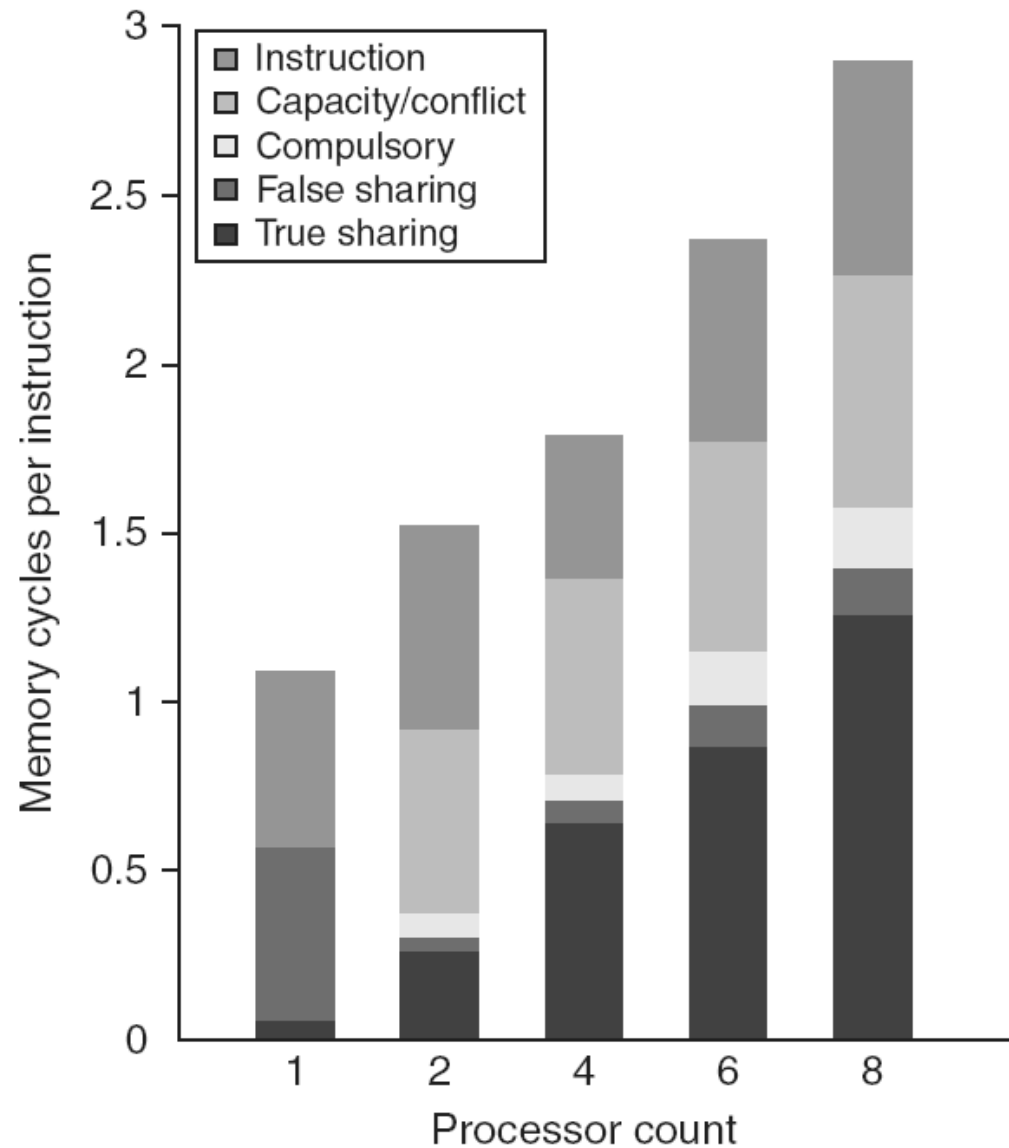 3
2.5
2
1.5
1
0.5
0
Memory cycles per instruction
Instruction
Capacity/conflict
Compulsory
False sharing
True sharing
1 2 4 6 8
Processor count